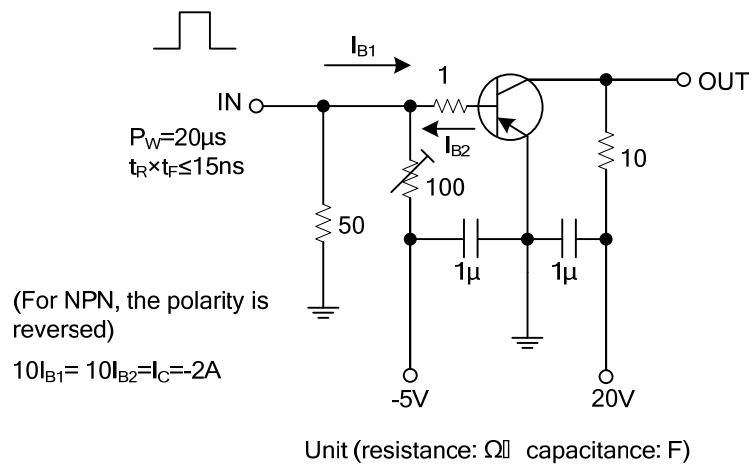 I_B1
1
OUT
IN
I_B2
P_W=20μs
t_R×t_F≤15ns
10
100
50
1μ
1μ
(For NPN, the polarity is
reversed)
10I_B1= 10I_B2=I_C=-2A
-5V
20V
Unit (resistance: Ω▯ capacitance: F)